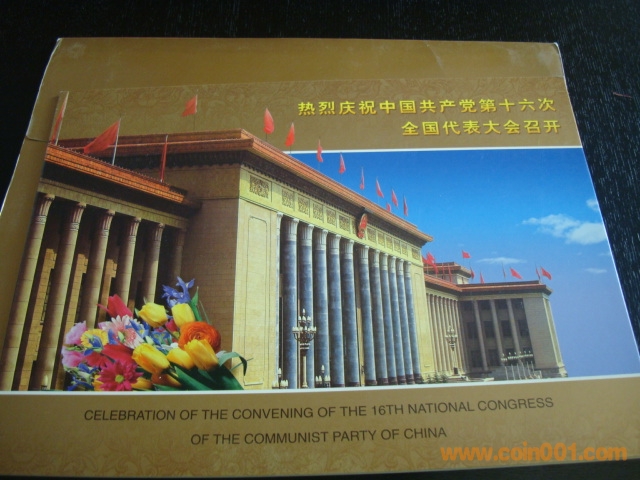 热烈庆祝中国共产党第十六次
全国代表大会召开
CELEBRATION OF THE CONVENING OF THE 16TH NATIONAL CONGRESS
OF THE COMMUNIST PARTY OF CHINA
www.coin001.com